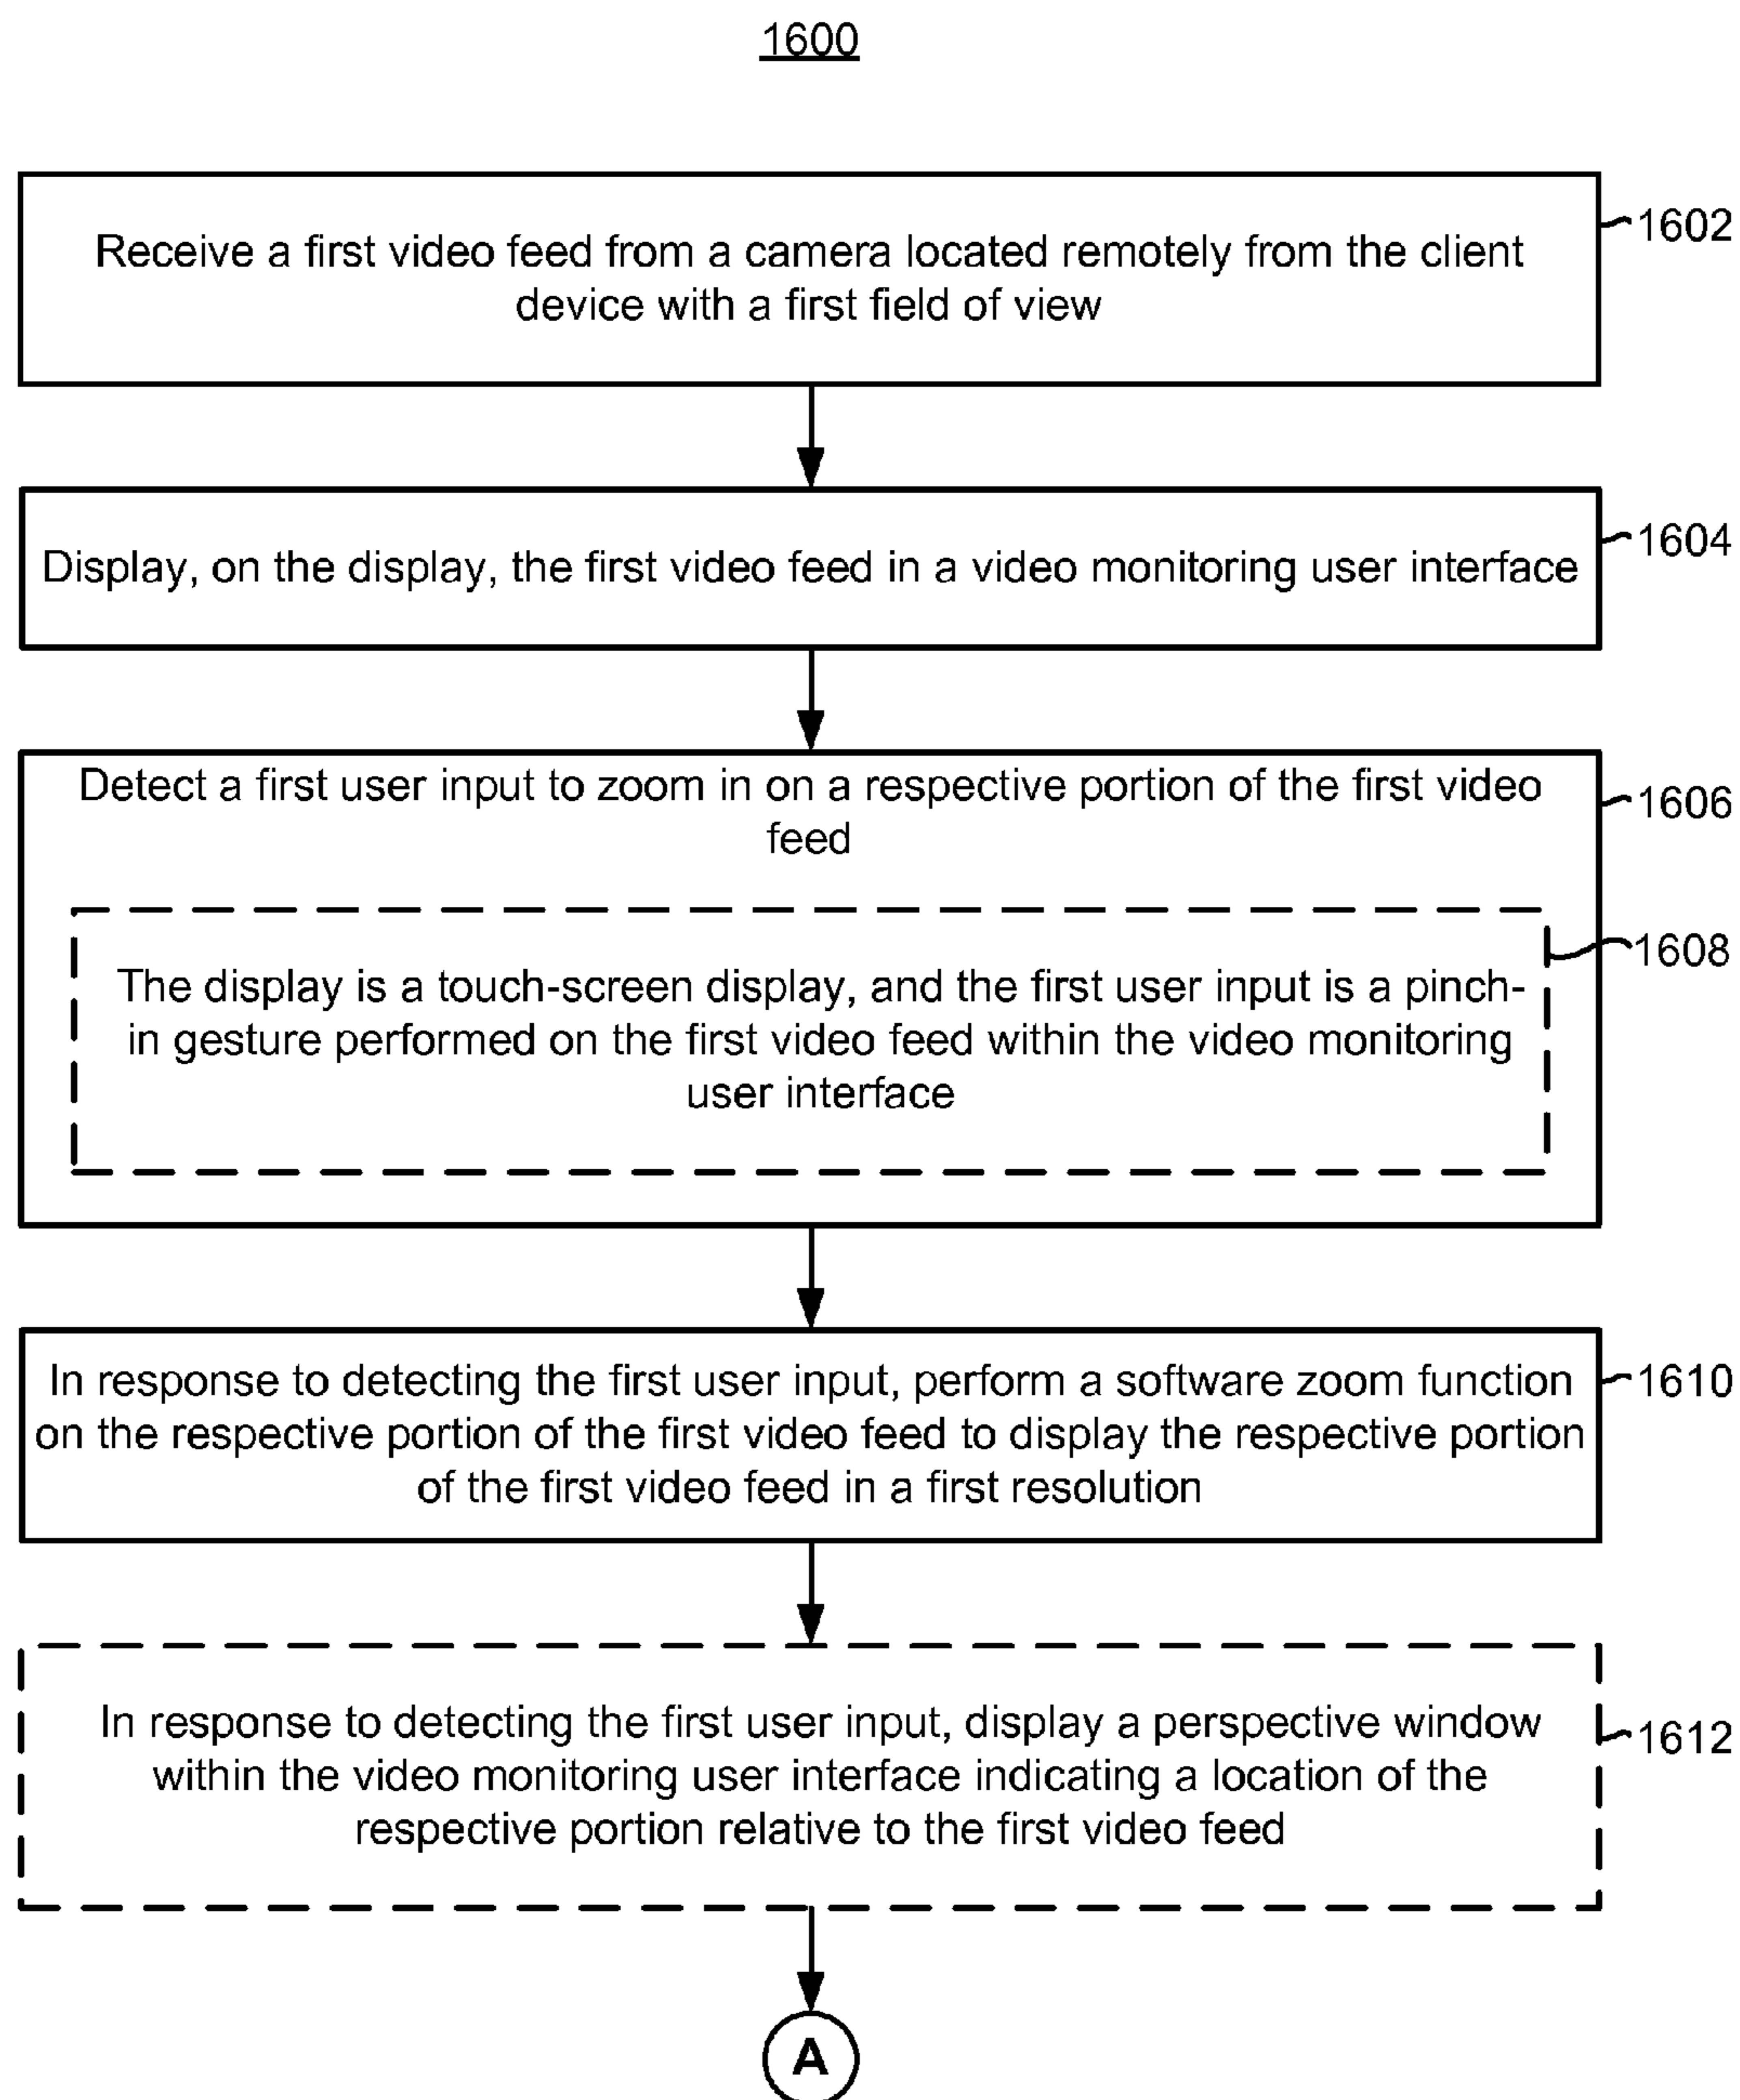 1600
Receive a first video feed from a camera located remotely from the client
device with a first field of view
1602
Display, on the display, the first video feed in a video monitoring user interface
1604
Detect a first user input to zoom in on a respective portion of the first video
feed
1606
The display is a touch-screen display, and the first user input is a pinch-
in gesture performed on the first video feed within the video monitoring
user interface
1608
In response to detecting the first user input, perform a software zoom function
on the respective portion of the first video feed to display the respective portion
of the first video feed in a first resolution
1610
In response to detecting the first user input, display a perspective window
within the video monitoring user interface indicating a location of the
respective portion relative to the first video feed
1612
A